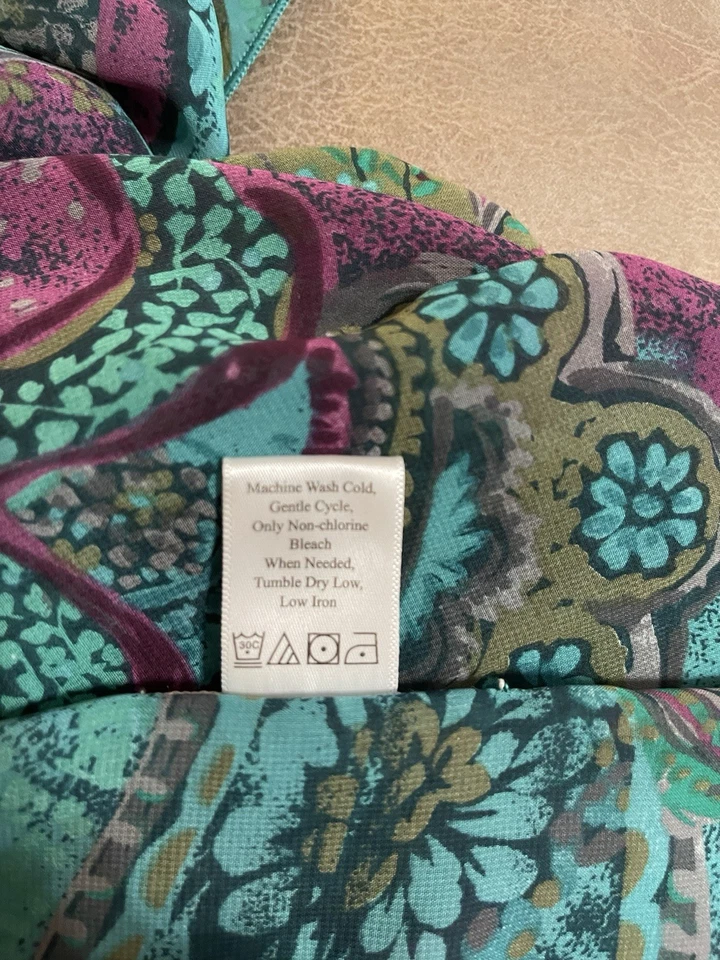 Machine Wash Cold,
Gentle Cycle,
Only Non-chlorine
Bleach
When Needed,
Tumble Dry Low,
Low Iron
30C